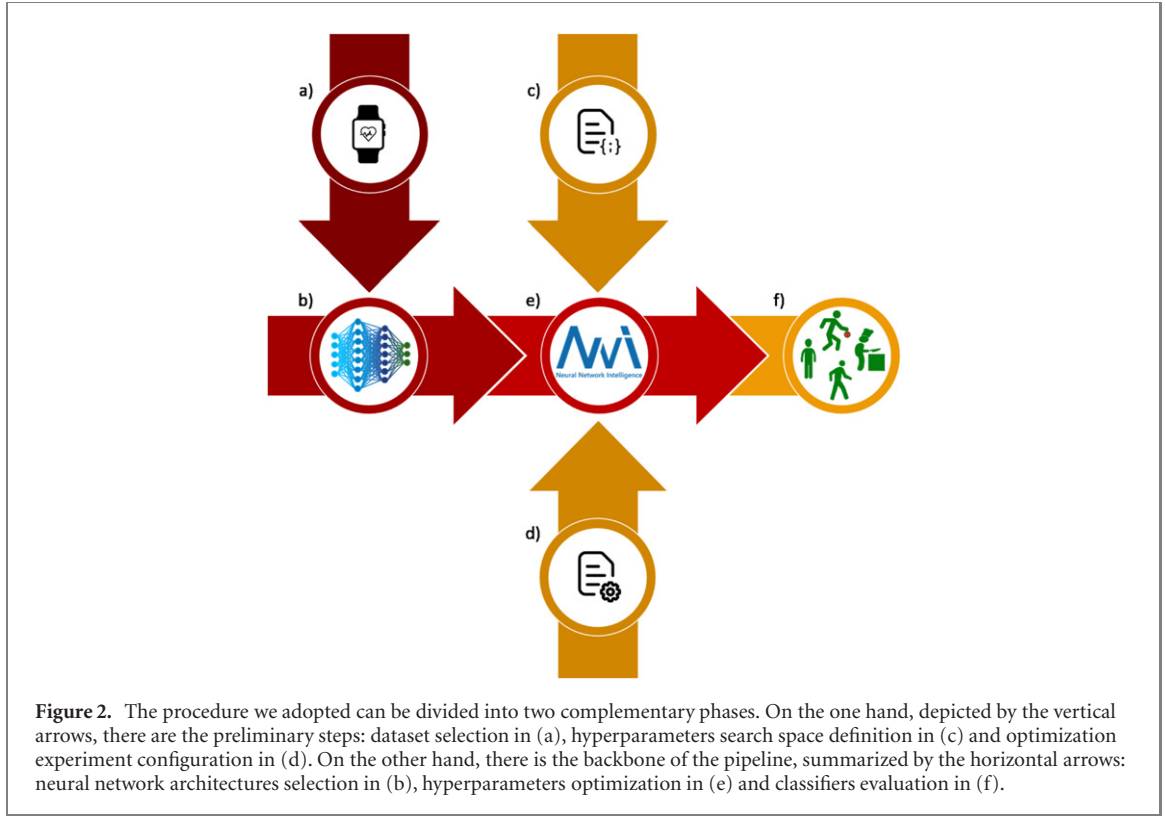 a)
c)
{;}
b)
e)
f)
NNI
Neural Network Intelligence
d)
Figure 2. The procedure we adopted can be divided into two complementary phases. On the one hand, depicted by the vertical
arrows, there are the preliminary steps: dataset selection in (a), hyperparameters search space definition in (c) and optimization
experiment configuration in (d). On the other hand, there is the backbone of the pipeline, summarized by the horizontal arrows:
neural network architectures selection in (b), hyperparameters optimization in (e) and classifiers evaluation in (f).